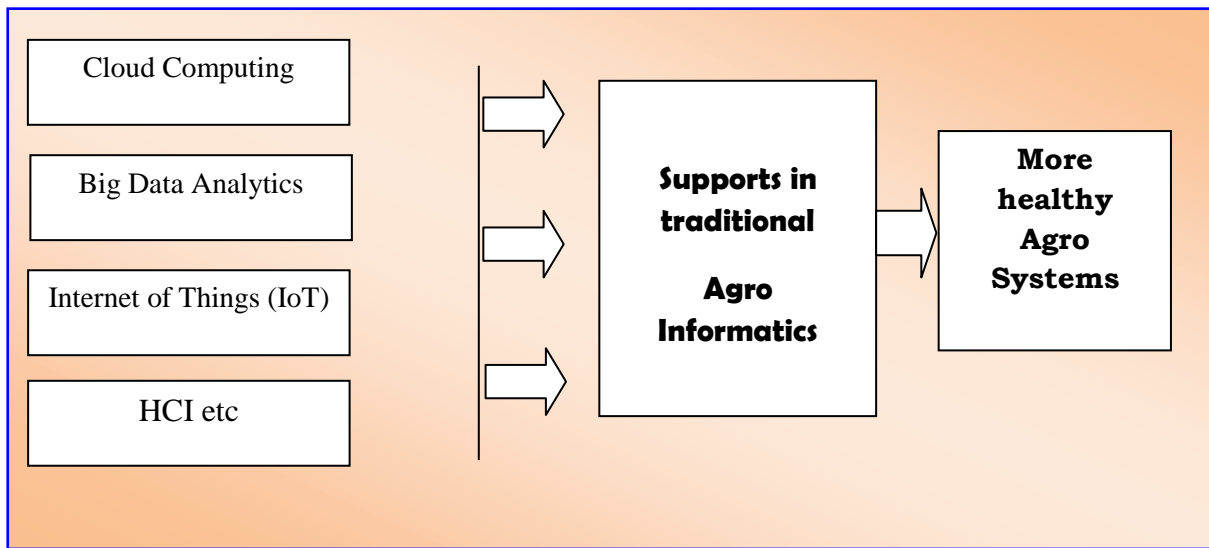 Cloud Computing
Big Data Analytics
Internet of Things (IoT)
HCI etc
Supports in
traditional
Agro
Informatics
More
healthy
Agro
Systems